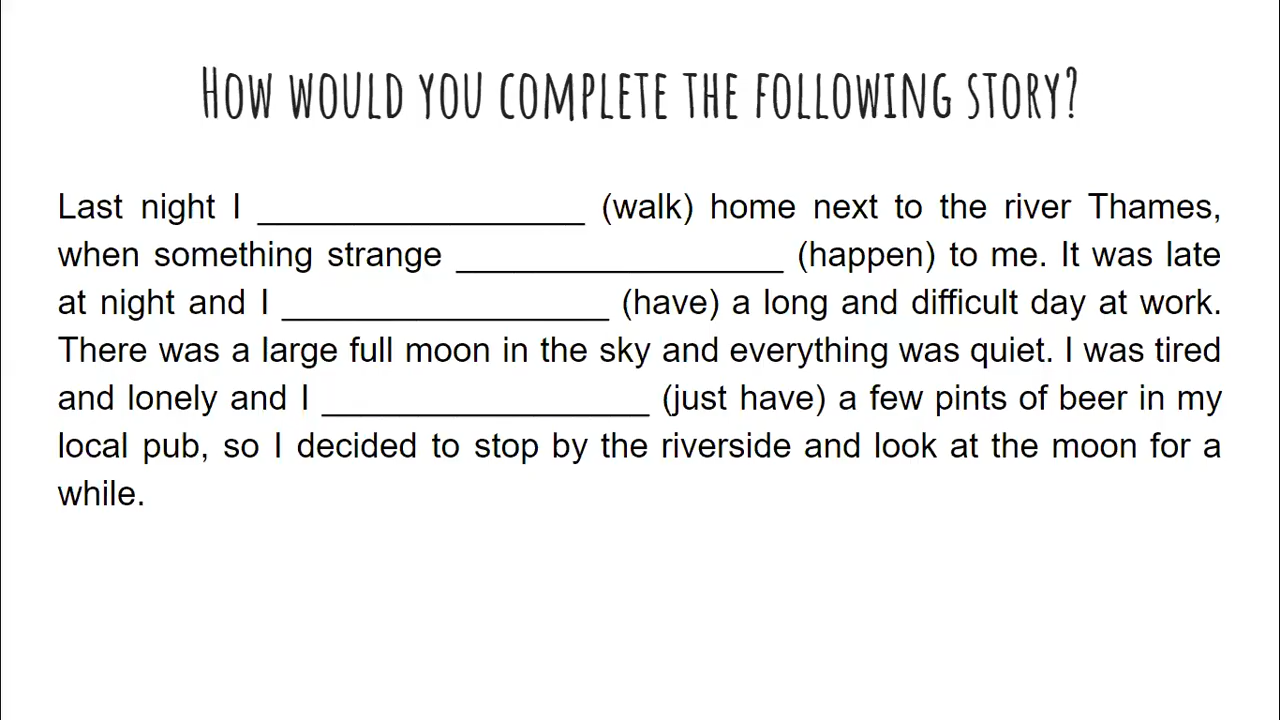 How would you complete the following story?
Last night I _________________ (walk) home next to the river Thames,
when something strange _________________ (happen) to me. It was late
at night and I _________________ (have) a long and difficult day at work.
There was a large full moon in the sky and everything was quiet. I was tired
and lonely and I _________________ (just have) a few pints of beer in my
local pub, so I decided to stop by the riverside and look at the moon for a
while.